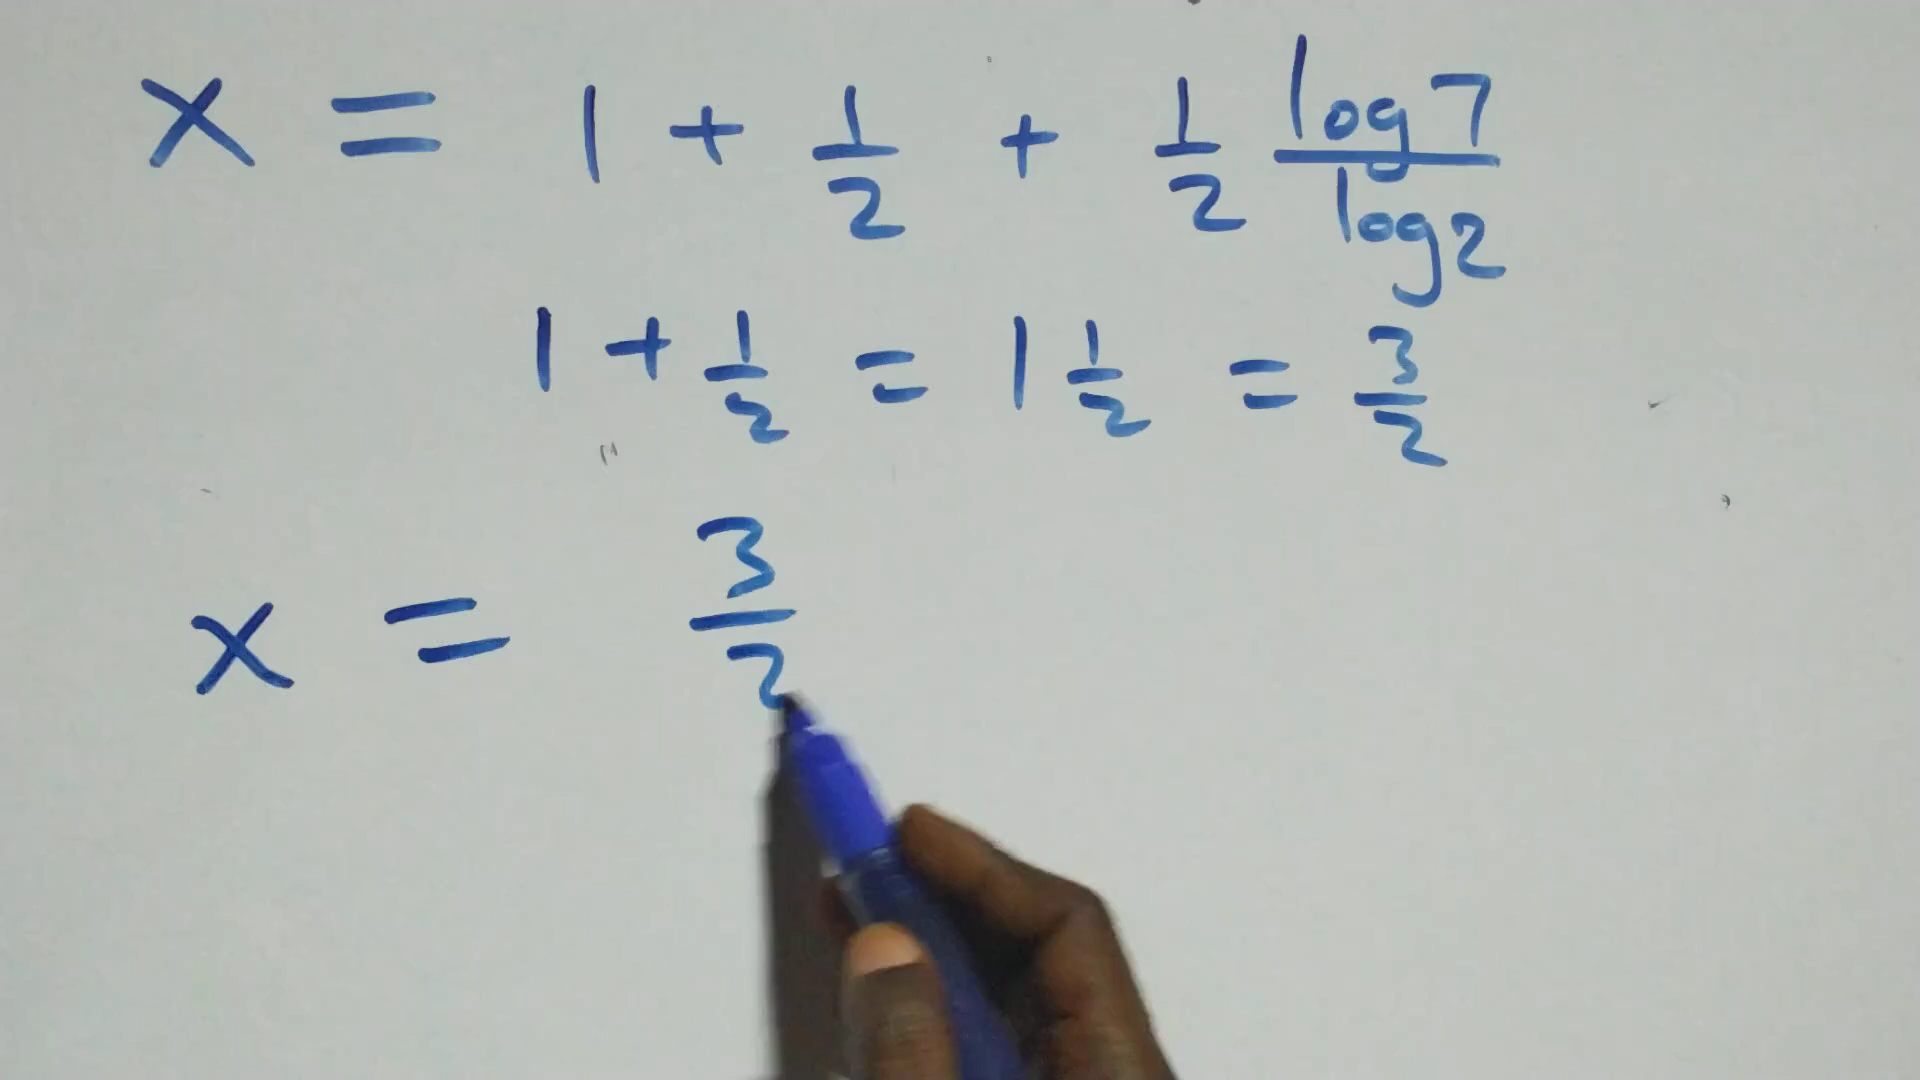 x = 1 + 1/2 + 1/2 log7/log2
1 + 1/2 = 1 1/2 = 3/2
x = 3/2